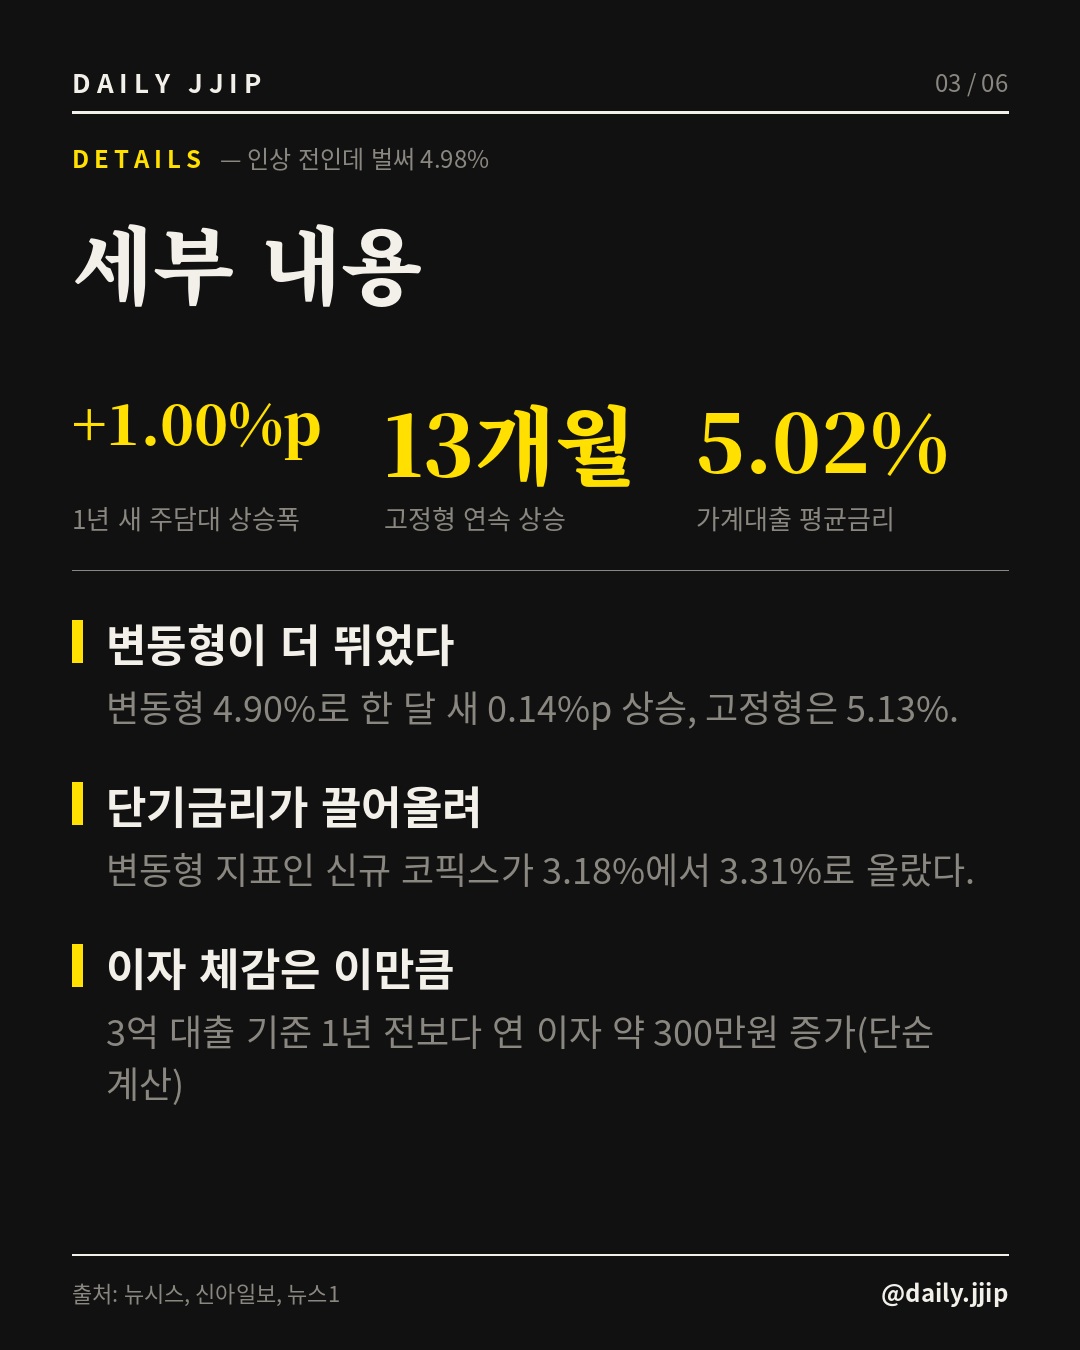 DAILY JJIP
03 / 06
DETAILS — 인상 전인데 벌써 4.98%
세부 내용
+1.00%p 13개월 5.02%
1년 새 주담대 상승폭 고정형 연속 상승 가계대출 평균금리
변동형이 더 뛰었다
변동형 4.90%로 한 달 새 0.14%p 상승, 고정형은 5.13%.
단기금리가 끌어올려
변동형 지표인 신규 코픽스가 3.18%에서 3.31%로 올랐다.
이자 체감은 이만큼
3억 대출 기준 1년 전보다 연 이자 약 300만원 증가(단순
계산)
출처: 뉴시스, 신아일보, 뉴스1
@daily.jjip